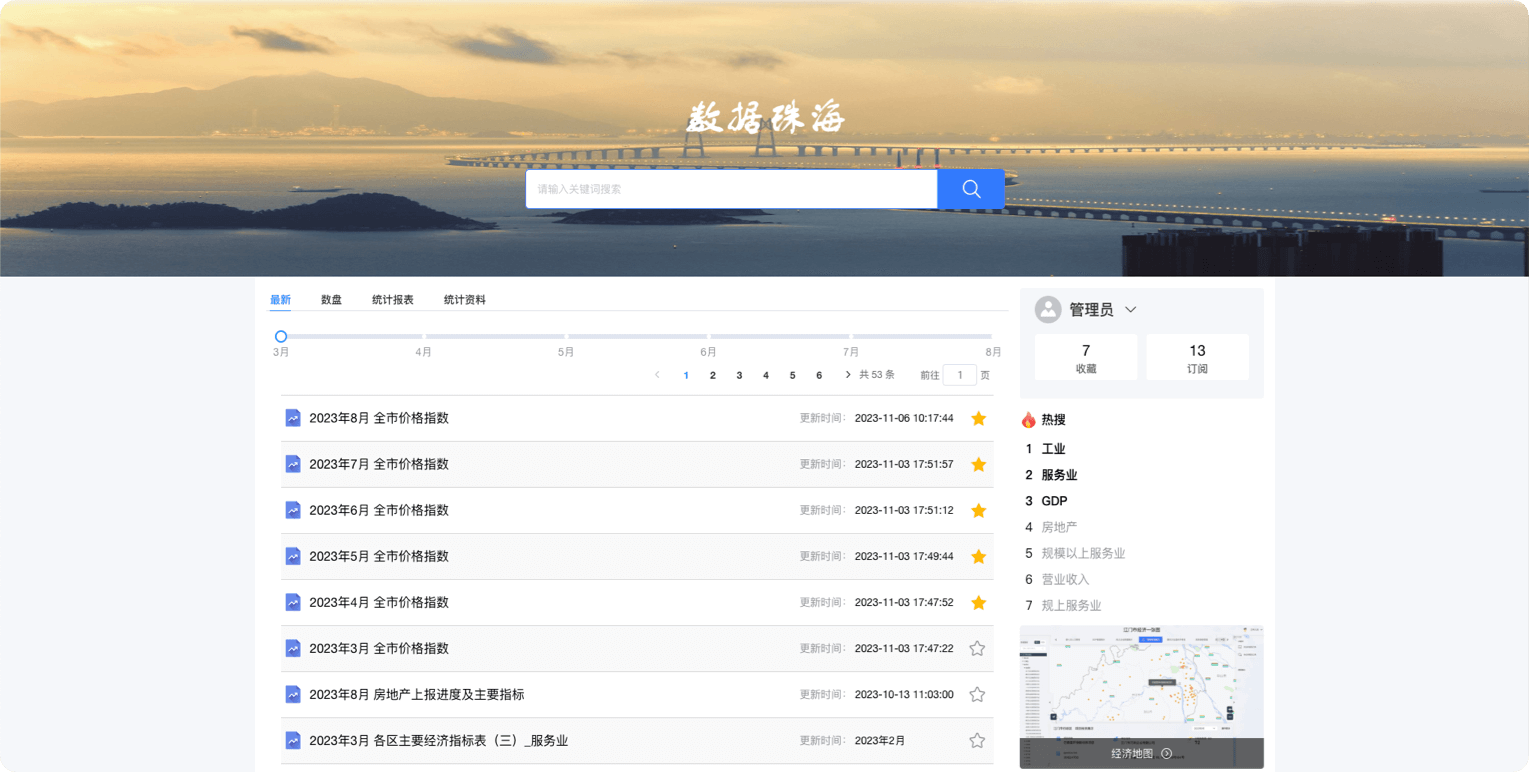 数据珠海
请输入关键词搜索
最新 数盘 统计报表 统计资料
3月 4月 5月 6月 7月 8月
1 2 3 4 5 6 共 53 条 前往 1 页
2023年8月 全市价格指数 更新时间： 2023-11-06 10:17:44
2023年7月 全市价格指数 更新时间： 2023-11-03 17:51:57
2023年6月 全市价格指数 更新时间： 2023-11-03 17:51:12
2023年5月 全市价格指数 更新时间： 2023-11-03 17:49:44
2023年4月 全市价格指数 更新时间： 2023-11-03 17:47:52
2023年3月 全市价格指数 更新时间： 2023-11-03 17:47:22
2023年8月 房地产上报进度及主要指标 更新时间： 2023-10-13 11:03:00
2023年3月 各区主要经济指标表（三）_服务业 更新时间： 2023年2月
管理员
7 13
收藏 订阅
热搜
1 工业
2 服务业
3 GDP
4 房地产
5 规模以上服务业
6 营业收入
7 规上服务业
江门市经济一张图
经济地图